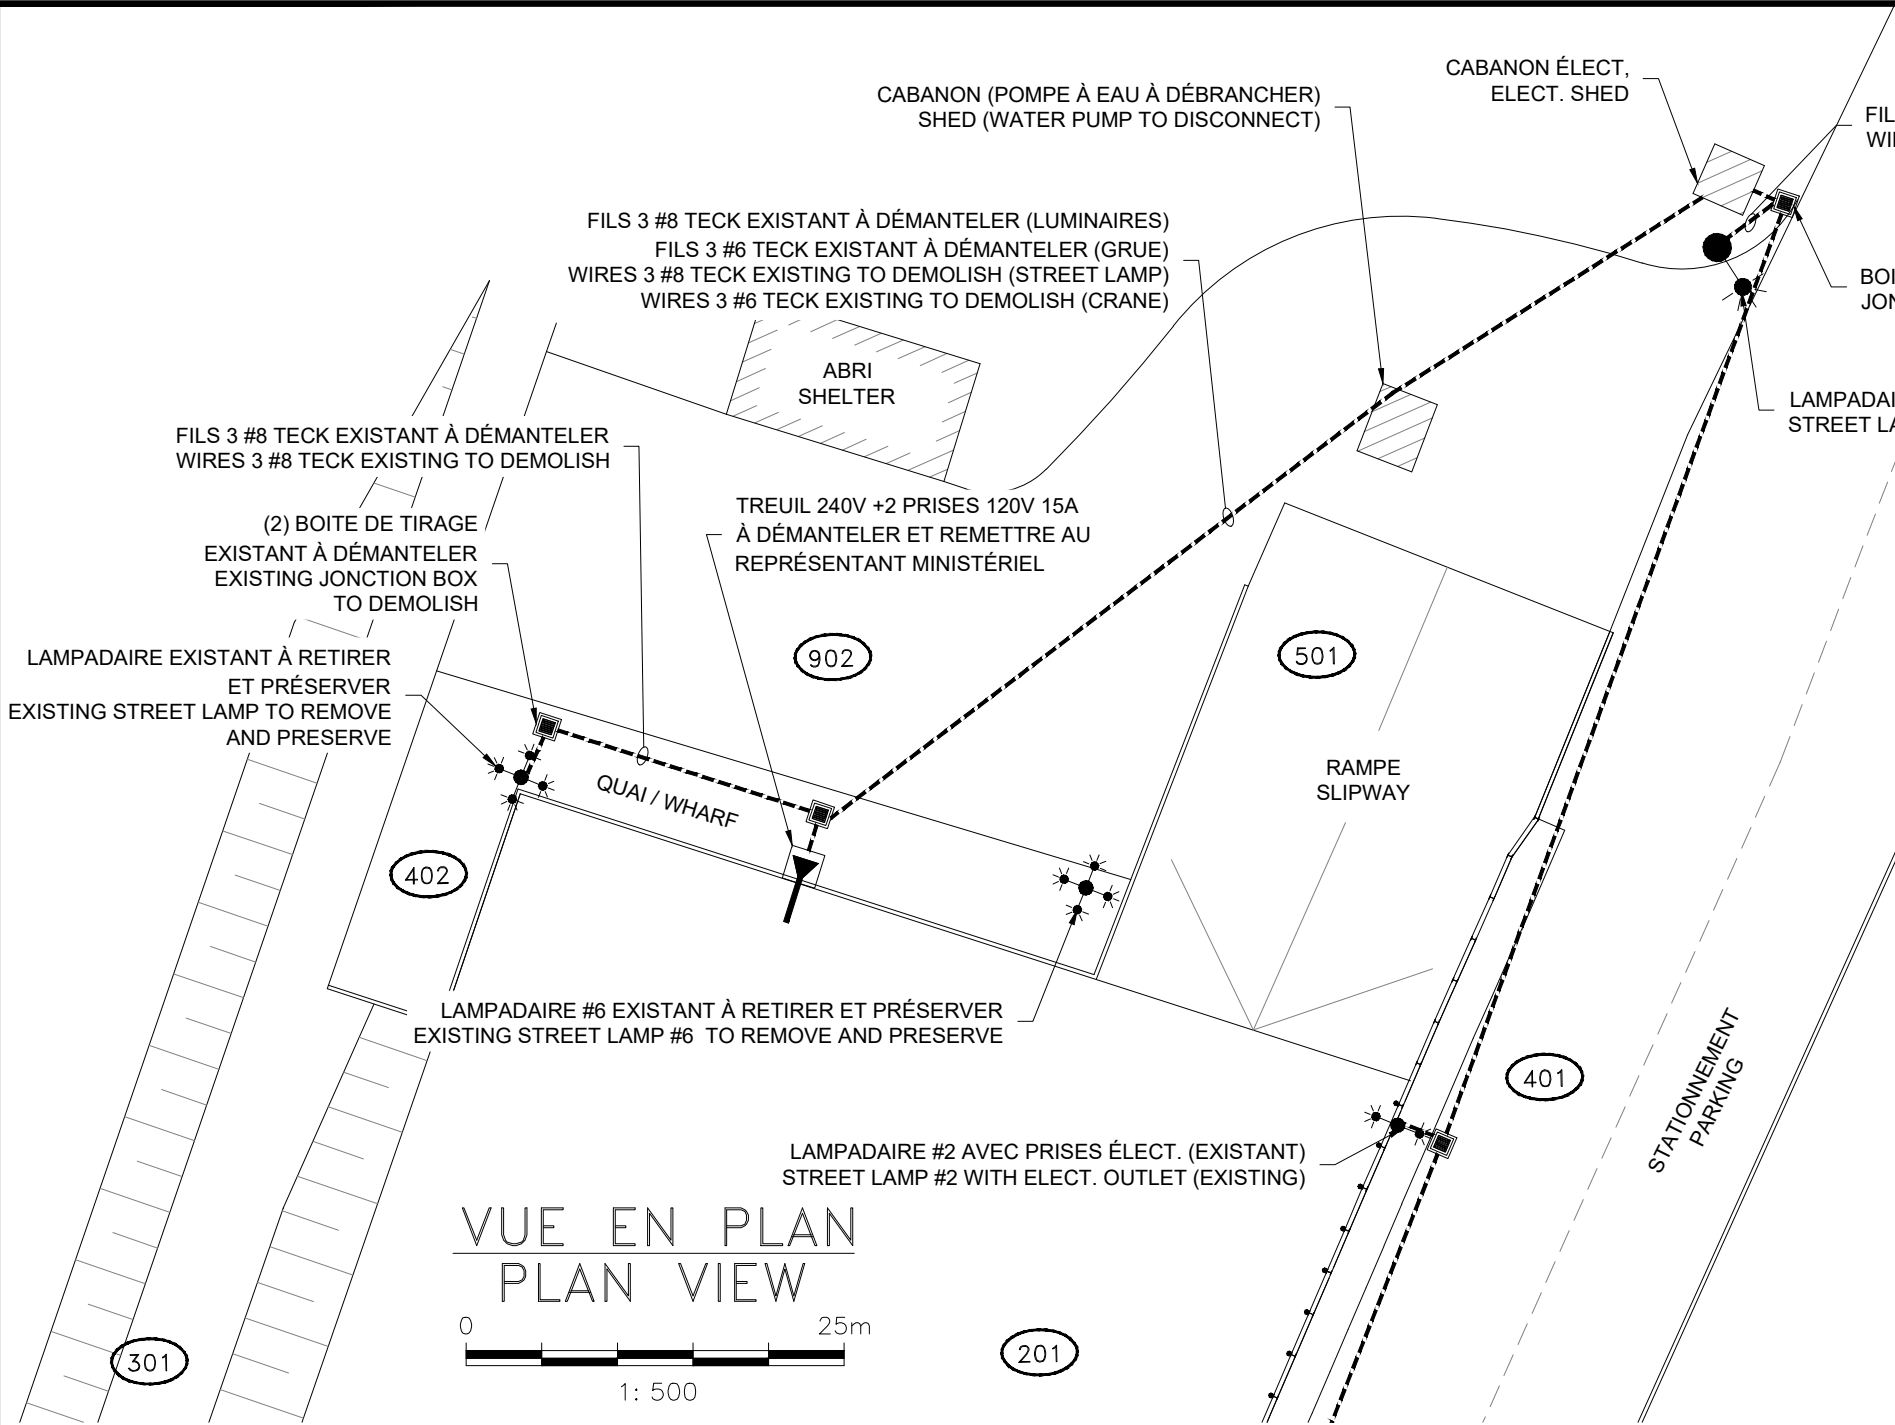 CABANON ÉLECT,
ELECT. SHED
CABANON (POMPE À EAU À DÉBRANCHER)
SHED (WATER PUMP TO DISCONNECT)
FIL
WI
FILS 3 #8 TECK EXISTANT À DÉMANTELER (LUMINAIRES)
FILS 3 #6 TECK EXISTANT À DÉMANTELER (GRUE)
WIRES 3 #8 TECK EXISTING TO DEMOLISH (STREET LAMP)
WIRES 3 #6 TECK EXISTING TO DEMOLISH (CRANE)
BOI
JON
ABRI
SHELTER
LAMPADAI
STREET LA
FILS 3 #8 TECK EXISTANT À DÉMANTELER
WIRES 3 #8 TECK EXISTING TO DEMOLISH
(2) BOITE DE TIRAGE
EXISTANT À DÉMANTELER
EXISTING JONCTION BOX
TO DEMOLISH
TREUIL 240V +2 PRISES 120V 15A
À DÉMANTELER ET REMETTRE AU
REPRÉSENTANT MINISTÉRIEL
902
501
LAMPADAIRE EXISTANT À RETIRER
ET PRÉSERVER
EXISTING STREET LAMP TO REMOVE
AND PRESERVE
QUAI / WHARF
RAMPE
SLIPWAY
402
LAMPADAIRE #6 EXISTANT À RETIRER ET PRÉSERVER
EXISTING STREET LAMP #6 TO REMOVE AND PRESERVE
401
STATIONNEMENT
PARKING
LAMPADAIRE #2 AVEC PRISES ÉLECT. (EXISTANT)
STREET LAMP #2 WITH ELECT. OUTLET (EXISTING)
VUE EN PLAN
PLAN VIEW
0 25m
1: 500
301
201